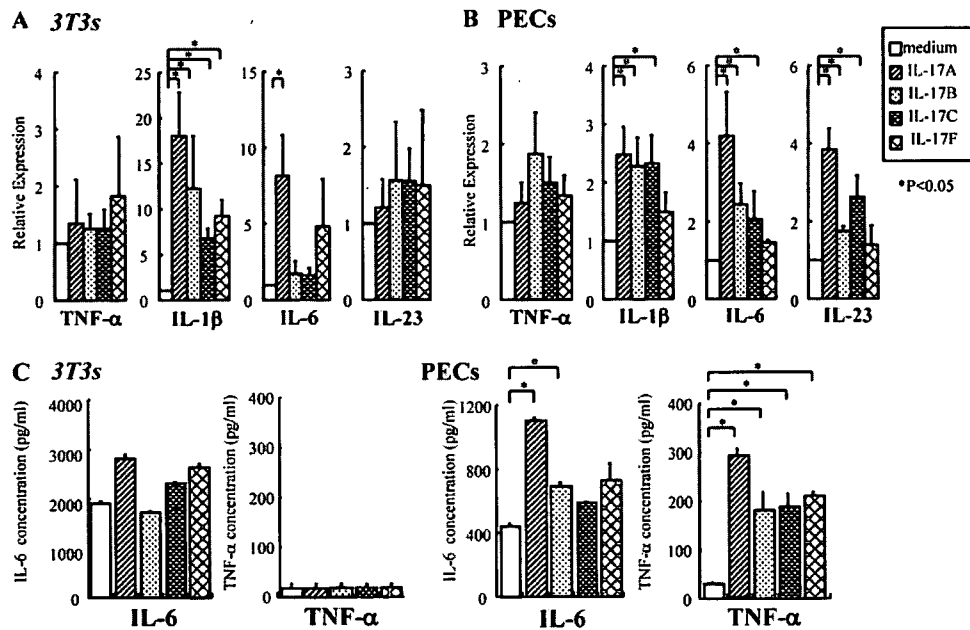 A 3T3s
B PECs
medium
IL-17A
IL-17B
IL-17C
IL-17F
*P<0.05
Relative Expression
4
3
2
1
0
TNF-α
25
20
15
10
5
0
* * * *
IL-1β
15
10
5
0
*
IL-6
3
2
1
0
IL-23
3
2
1
0
TNF-α
4
3
2
1
0
* * *
IL-1β
6
4
2
0
* * *
IL-6
6
4
2
0
* * *
IL-23
C 3T3s
PECs
IL-6 concentration (pg/ml)
4000
3000
2000
1000
0
IL-6
TNF-α concentration (pg/ml)
400
300
200
100
0
TNF-α
IL-6 concentration (pg/ml)
1200
800
400
0
* *
IL-6
TNF-α concentration (pg/ml)
400
300
200
100
0
* * * *
TNF-α